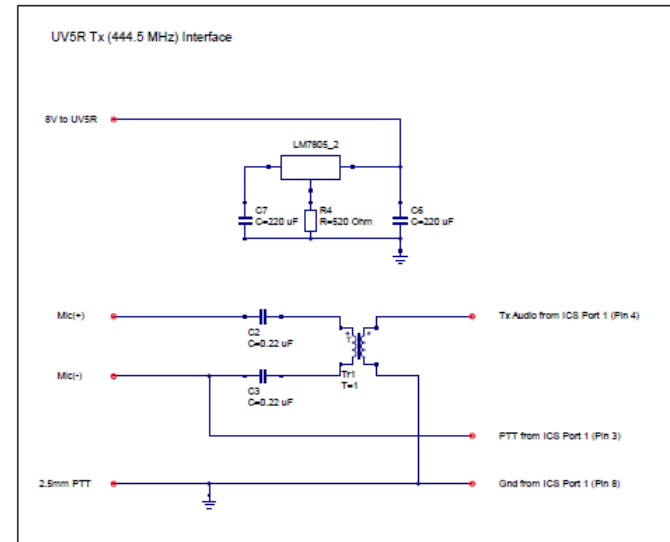 UV5R Tx (444.5 MHz) Interface
8V to UV5R
LM7805_2
C7
C=220 uF
R4
R=520 Ohm
C6
C=220 uF
Mic(+)
Tx Audio from ICS Port 1 (Pin 4)
C2
C=0.22 uF
Mic(-)
Tr1
T=1
C3
C=0.22 uF
PTT from ICS Port 1 (Pin 3)
2.5mm PTT
Gnd from ICS Port 1 (Pin 8)